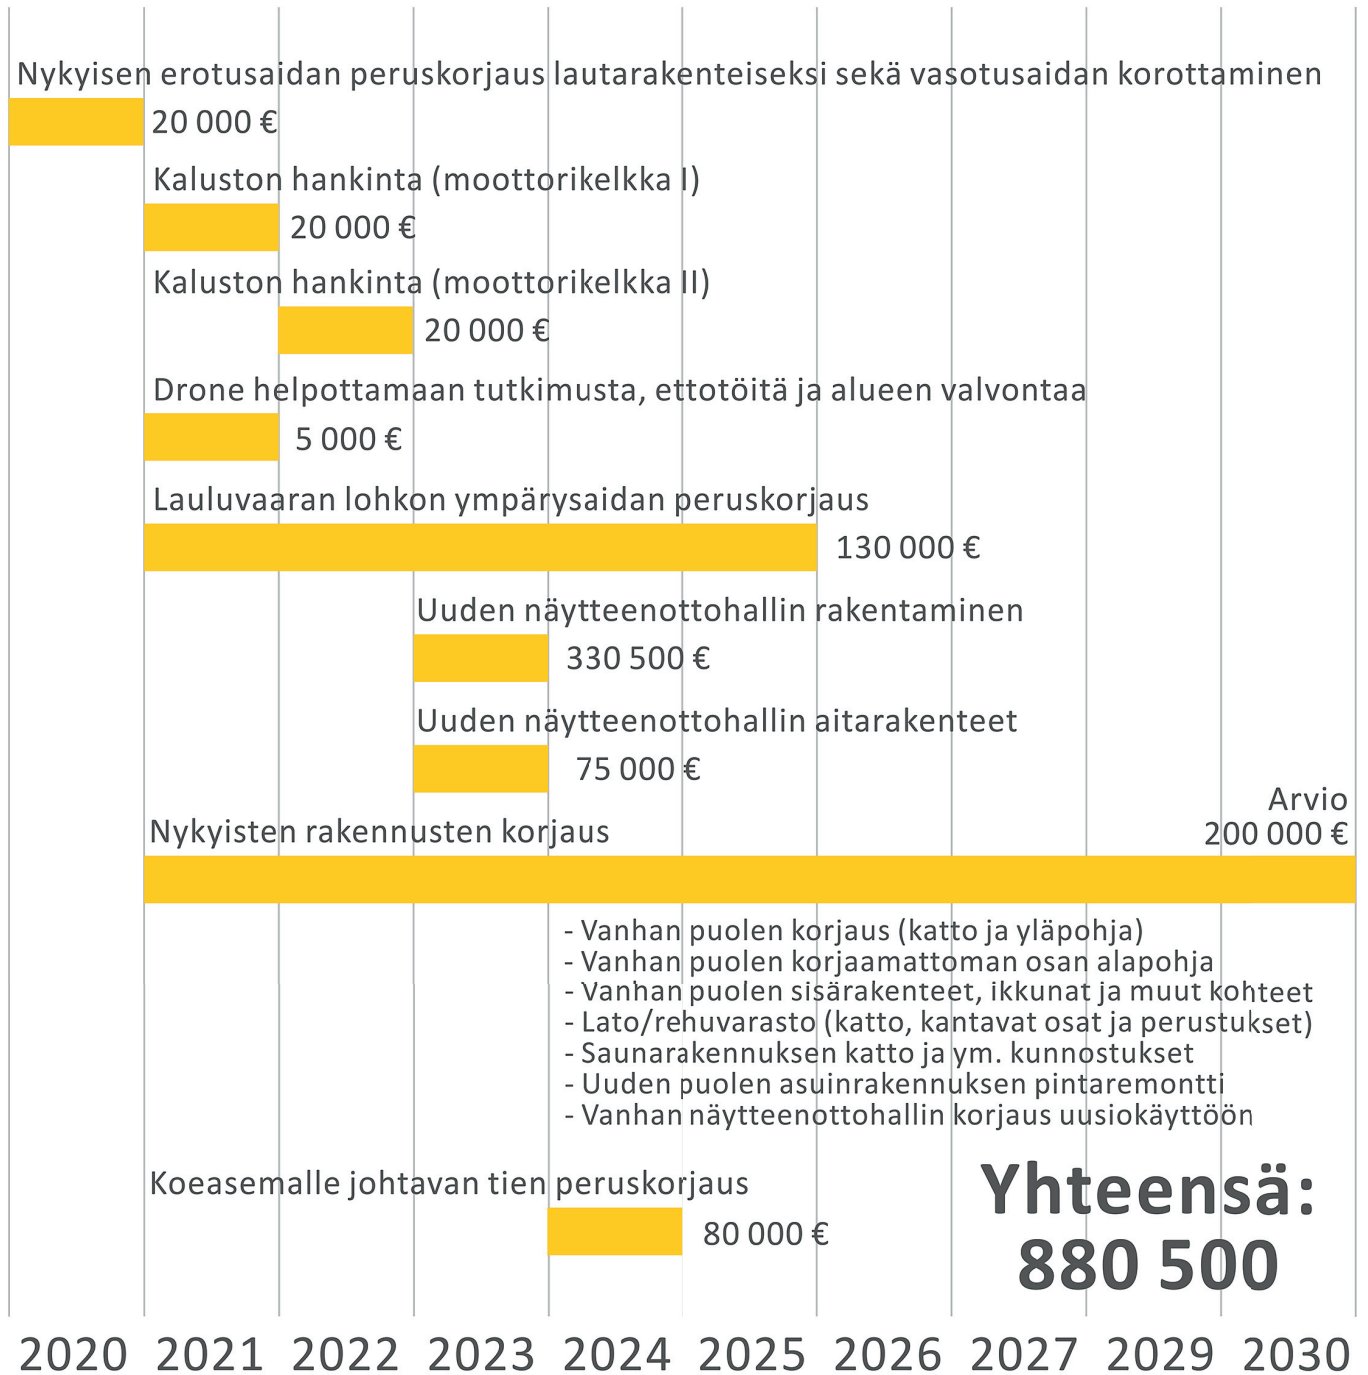 Nykyisen erotusaidan peruskorjaus lautarakenteiseksi sekä vasotusaidan korottaminen
20 000 €
Kaluston hankinta (moottorikelkka I)
20 000 €
Kaluston hankinta (moottorikelkka II)
20 000 €
Drone helpottamaan tutkimusta, ettotöitä ja alueen valvontaa
5 000 €
Lauluvaaran lohkon ympärysaidan peruskorjaus
130 000 €
Uuden näytteenottohallin rakentaminen
330 500 €
Uuden näytteenottohallin aitarakenteet
75 000 €
Nykyisten rakennusten korjaus
Arvio
200 000 €
- Vanhan puolen korjaus (katto ja yläpohja)
- Vanhan puolen korjaamattoman osan alapohja
- Vanhan puolen sisärakenteet, ikkunat ja muut kohteet
- Lato/rehuvarasto (katto, kantavat osat ja perustukset)
- Saunarakennuksen katto ja ym. kunnostukset
- Uuden puolen asuinrakennuksen pintaremontti
- Vanhan näytteenottohallin korjaus uusiokäyttöön
Koeasemalle johtavan tien peruskorjaus
80 000 €
Yhteensä:
880 500
2020 2021 2022 2023 2024 2025 2026 2027 2029 2030